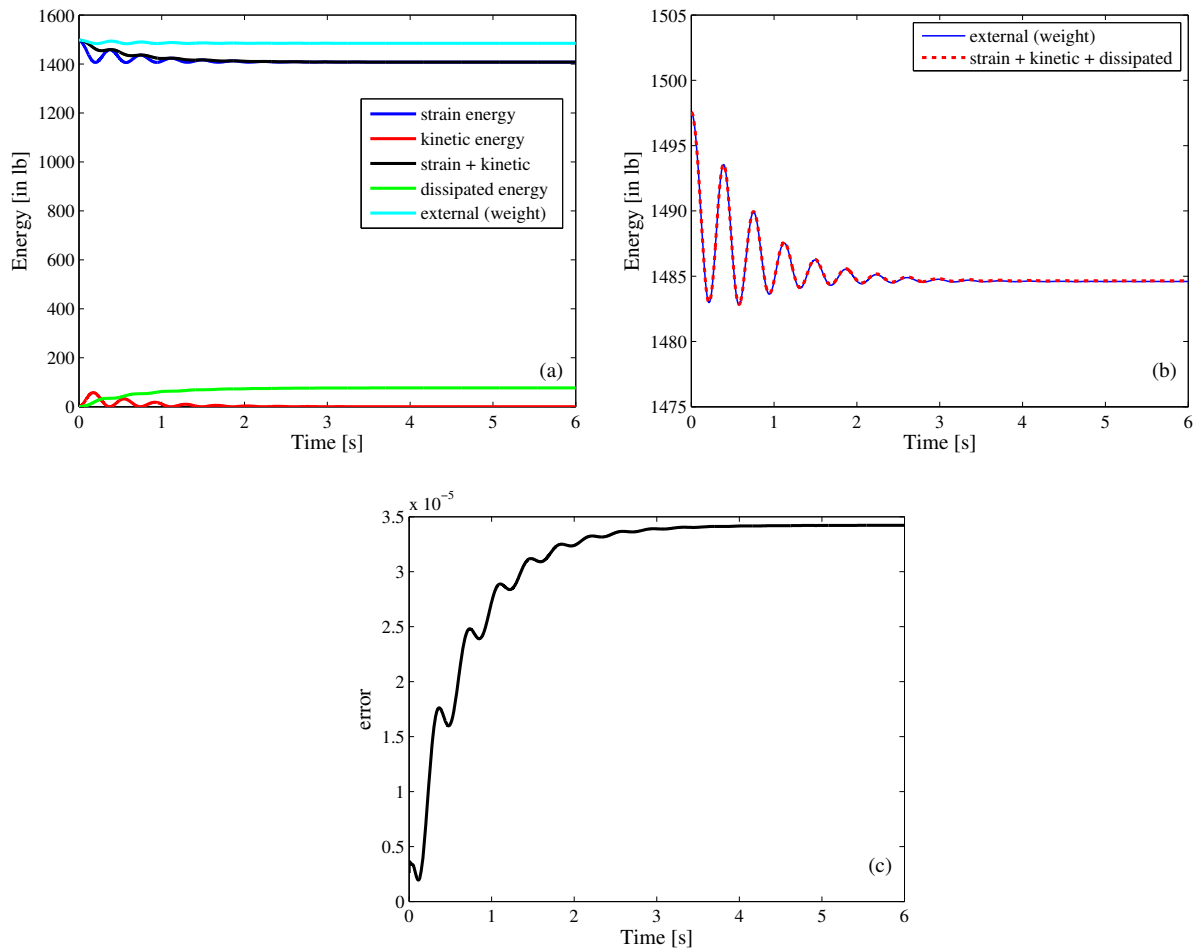 1600
1400
1200
1000
800
600
400
200
0
Energy [in lb]
strain energy
kinetic energy
strain + kinetic
dissipated energy
external (weight)
(a)
0 1 2 3 4 5 6
Time [s]
1505
1500
1495
1490
1485
1480
1475
Energy [in lb]
external (weight)
strain + kinetic + dissipated
(b)
0 1 2 3 4 5 6
Time [s]
x 10⁻⁵
3.5
3
2.5
2
1.5
1
0.5
0
error
(c)
0 1 2 3 4 5 6
Time [s]